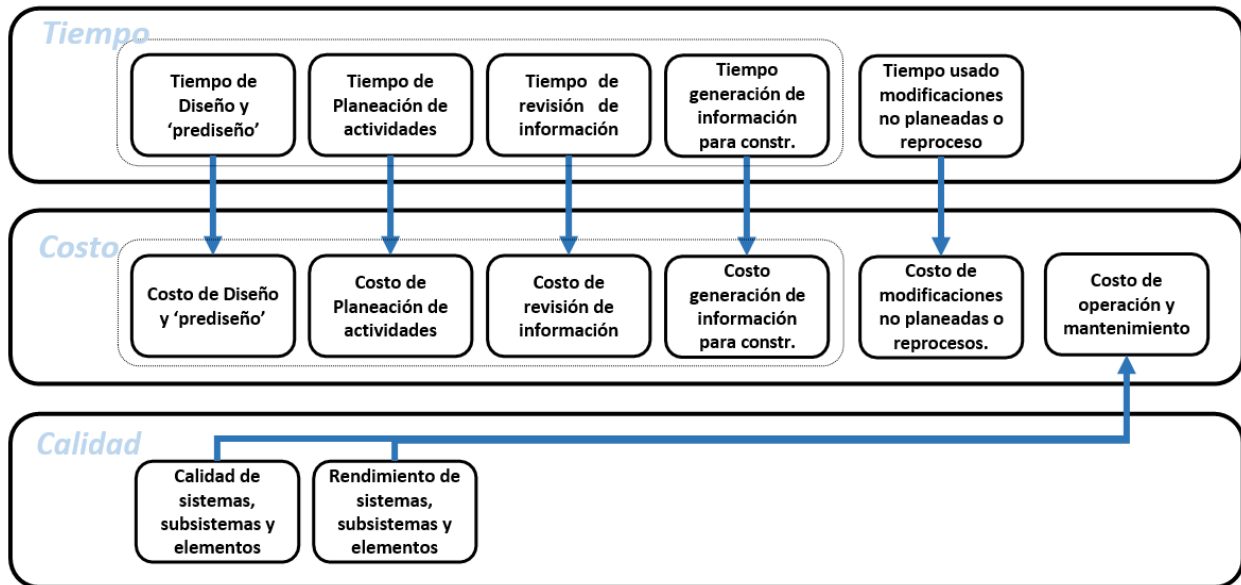 Tiempo
Tiempo de
Diseño y
‘prediseño’
Tiempo de
Planeación de
actividades
Tiempo de
revisión de
información
Tiempo
generación de
información
para constr.
Tiempo usado
modificaciones
no planeadas o
reproceso
Costo
Costo de Diseño
y ‘prediseño’
Costo de
Planeación de
actividades
Costo de
revisión de
información
Costo
generación de
información
para constr.
Costo de
modificaciones
no planeadas o
reprocesos.
Costo de
operación y
mantenimiento
Calidad
Calidad de
sistemas,
subsistemas y
elementos
Rendimiento de
sistemas,
subsistemas y
elementos